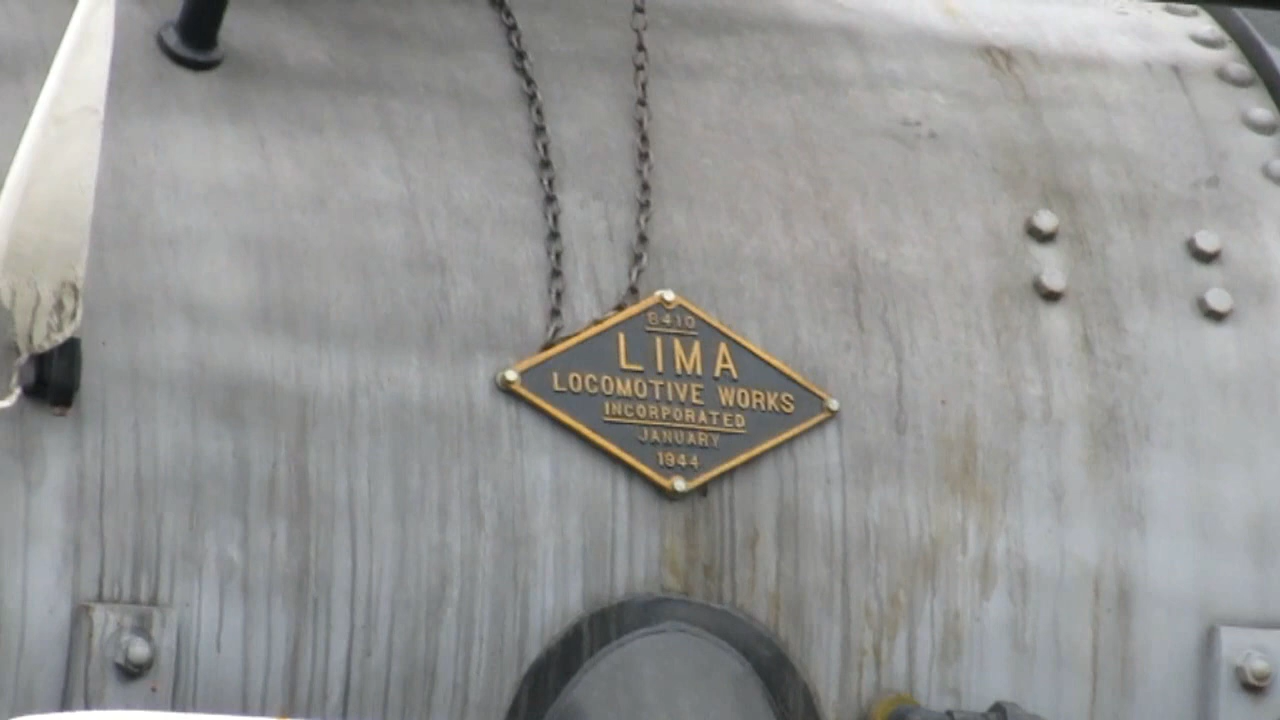 8410
LIMA
LOCOMOTIVE WORKS
INCORPORATED
JANUARY
1944